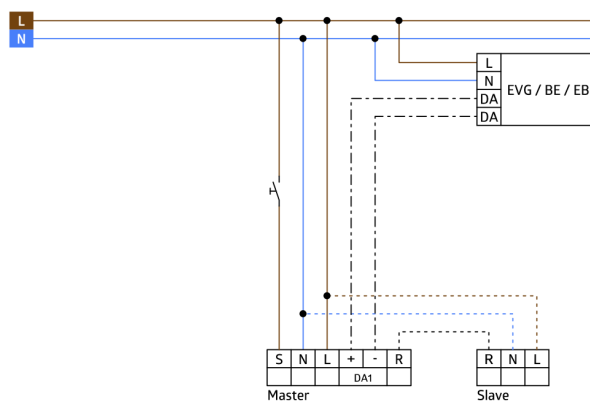 L
N
L
N
EVG / BE / EB
DA
DA
S N L + - R
DA1
Master
R N L
Slave